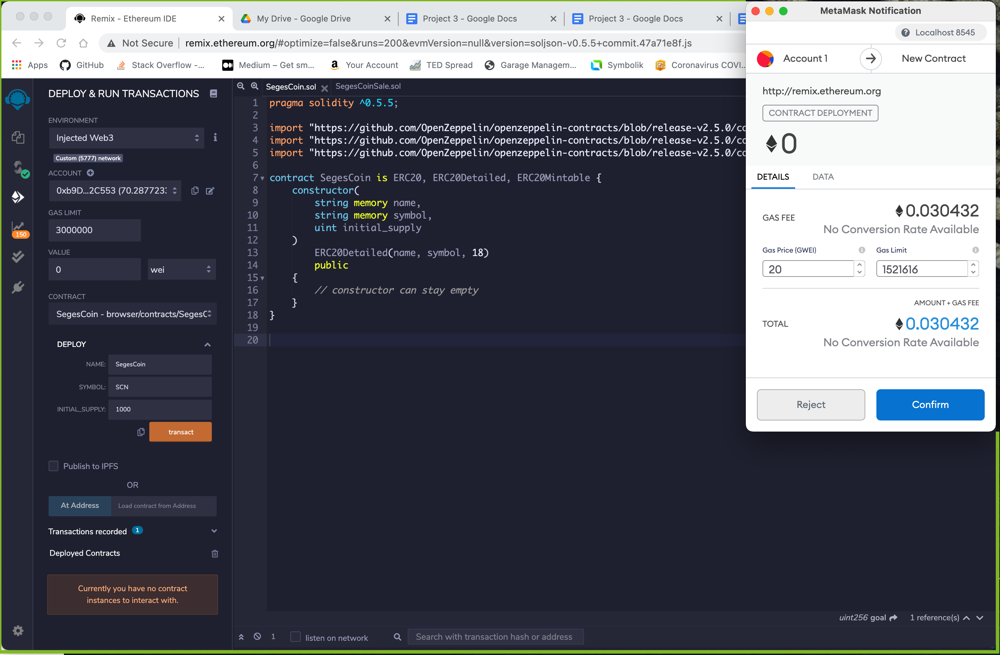 Remix - Ethereum IDE
My Drive - Google Drive
Project 3 - Google Docs
Project 3 - Google Docs
Not Secure
remix.ethereum.org/#optimize=false&runs=200&evmVersion=null&version=soljson-v0.5.5+commit.47a71e8f.js
Apps
GitHub
Stack Overflow -...
Medium – Get sm...
Your Account
TED Spread
Garage Managem...
Symbolik
Coronavirus COVI...
DEPLOY & RUN TRANSACTIONS
ENVIRONMENT
Injected Web3
Custom (5777) network
ACCOUNT
0xb9D...2C553 (70.2877233
GAS LIMIT
3000000
VALUE
0
wei
CONTRACT
SegesCoin - browser/contracts/SegesC
DEPLOY
NAME:
SegesCoin
SYMBOL:
SCN
INITIAL_SUPPLY:
1000
transact
Publish to IPFS
OR
At Address
Load contract from Address
Transactions recorded 1
Deployed Contracts
Currently you have no contract
instances to interact with.
150
SegesCoin.sol
SegesCoinSale.sol
1 pragma solidity ^0.5.5;
2
3 import "https://github.com/OpenZeppelin/openzeppelin-contracts/blob/release-v2.5.0/co
4 import "https://github.com/OpenZeppelin/openzeppelin-contracts/blob/release-v2.5.0/co
5 import "https://github.com/OpenZeppelin/openzeppelin-contracts/blob/release-v2.5.0/co
6
7 contract SegesCoin is ERC20, ERC20Detailed, ERC20Mintable {
8 constructor(
9 string memory name,
10 string memory symbol,
11 uint initial_supply
12 )
13 ERC20Detailed(name, symbol, 18)
14 public
15 {
16 // constructor can stay empty
17 }
18 }
19
20
uint256 goal
1 reference(s)
1
listen on network
Search with transaction hash or address
MetaMask Notification
Localhost 8545
Account 1
New Contract
http://remix.ethereum.org
CONTRACT DEPLOYMENT
0
DETAILS
DATA
GAS FEE
0.030432
No Conversion Rate Available
Gas Price (GWEI)
Gas Limit
20
1521616
AMOUNT + GAS FEE
TOTAL
0.030432
No Conversion Rate Available
Reject
Confirm